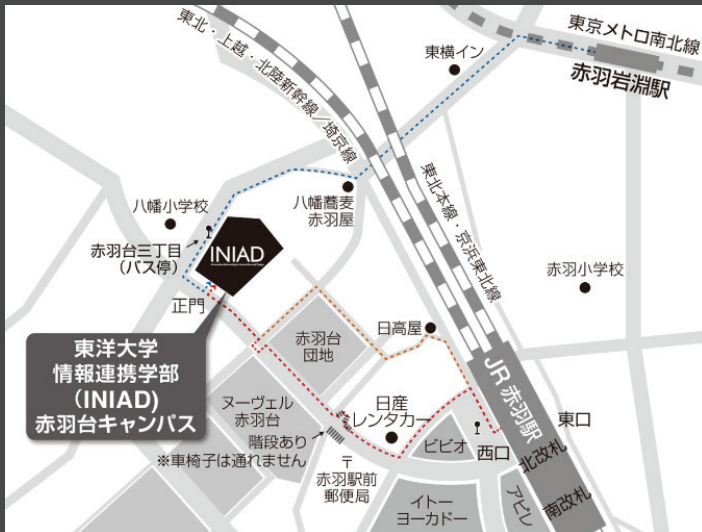 東北・上越・北陸新幹線／埼京線
東横イン
東京メトロ南北線
赤羽岩淵駅
八幡小学校
八幡蕎麦
赤羽屋
東北本線・京浜東北線
赤羽台三丁目
（バス停）
INIAD
赤羽小学校
正門
赤羽台
団地
日高屋
東洋大学
情報連携学部
（INIAD)
赤羽台キャンパス
ヌーヴェル
赤羽台
日産
レンタカー
JR 赤羽駅
階段あり
※車椅子は通れません
ビビオ
西口
東口
北改札
〒
赤羽駅前
郵便局
イトー
ヨーカドー
アピレ
南改札